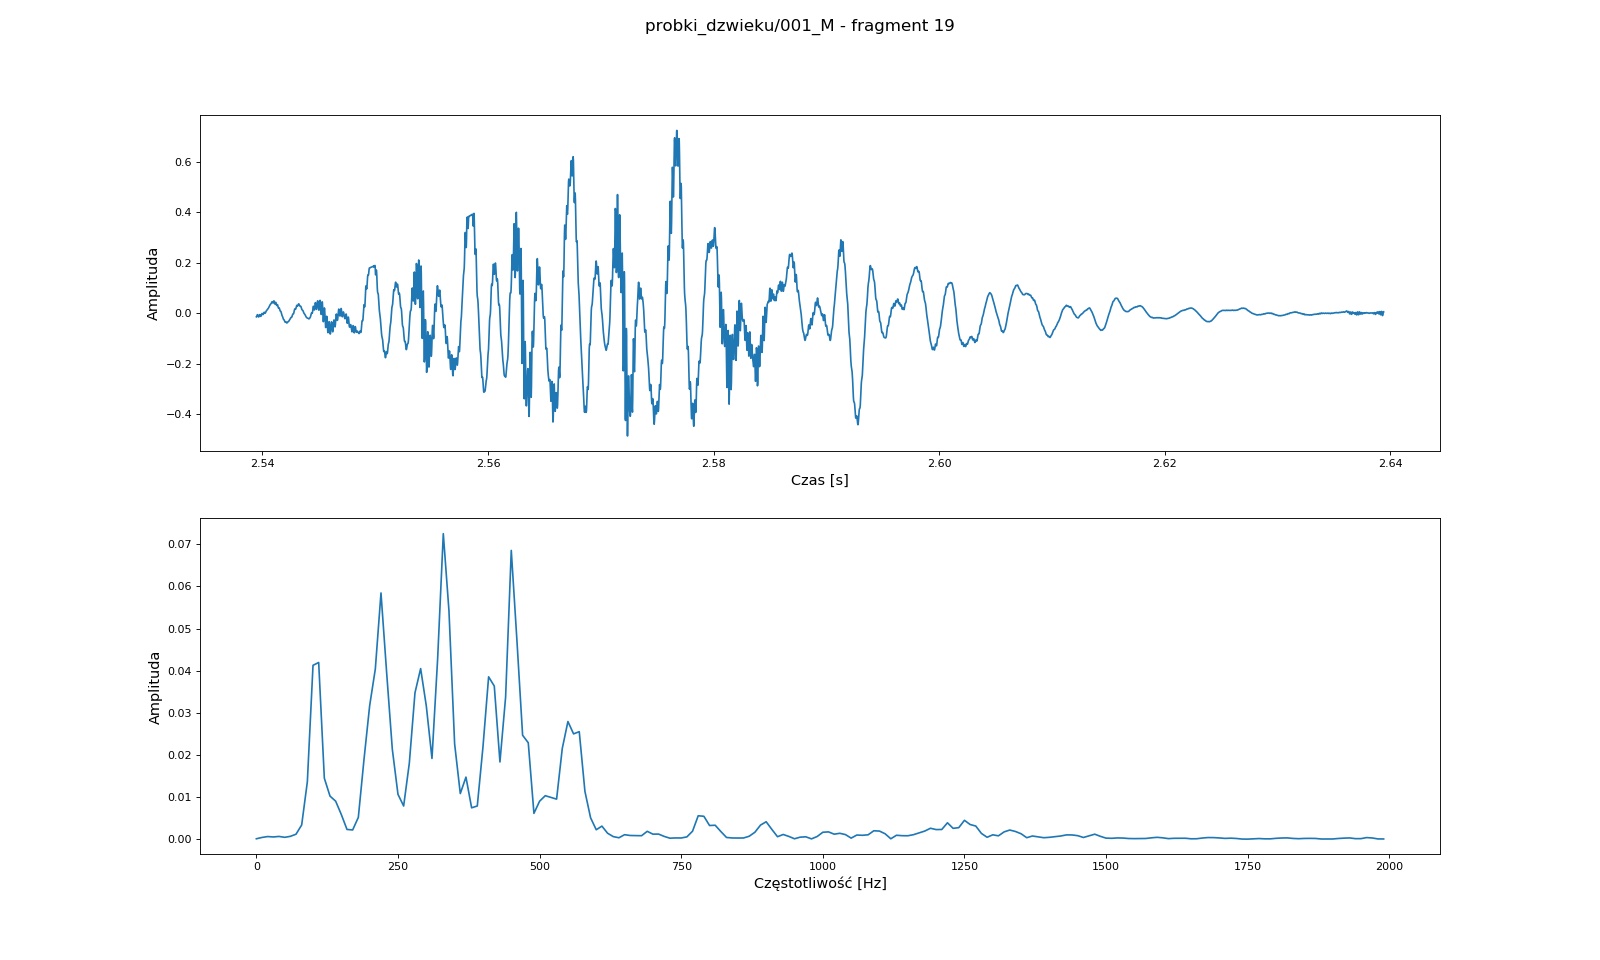 probki_dzwieku/001_M - fragment 19
Amplituda
0.6
0.4
0.2
0.0
−0.2
−0.4
2.54 2.56 2.58 2.60 2.62 2.64
Czas [s]
Amplituda
0.07
0.06
0.05
0.04
0.03
0.02
0.01
0.00
0 250 500 750 1000 1250 1500 1750 2000
Częstotliwość [Hz]